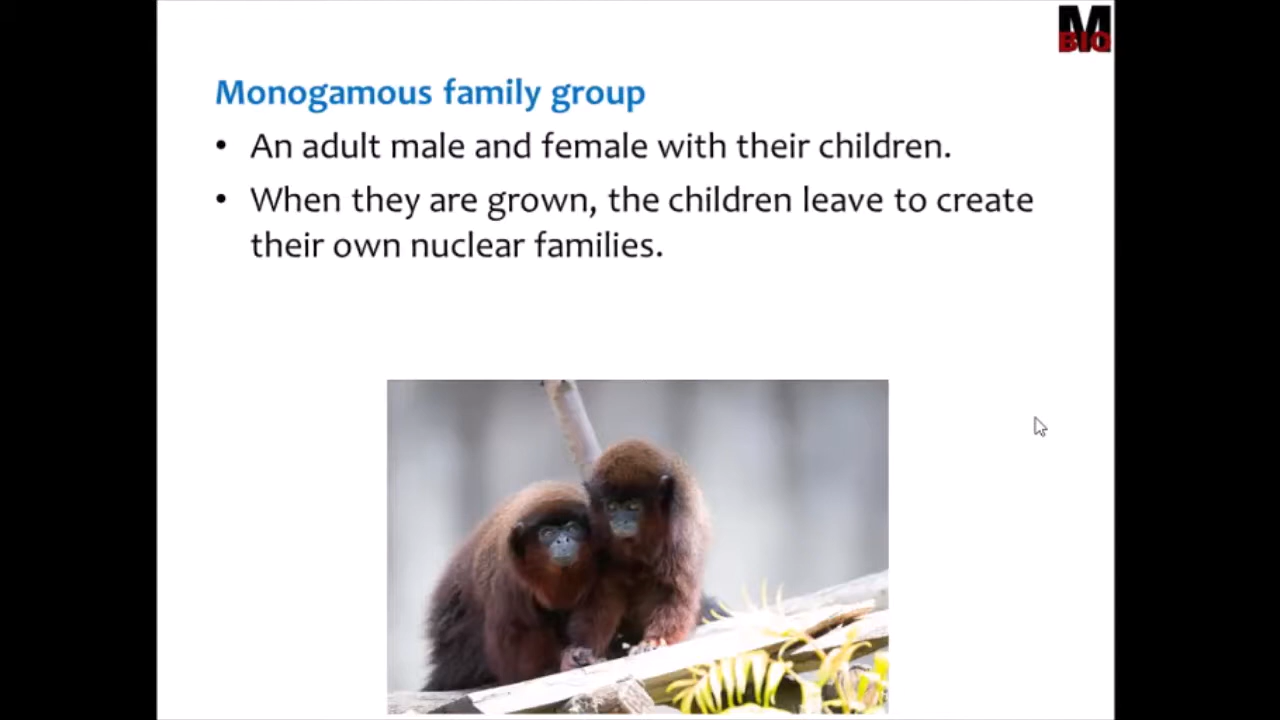 M
BIO
Monogamous family group
• An adult male and female with their children.
• When they are grown, the children leave to create
their own nuclear families.